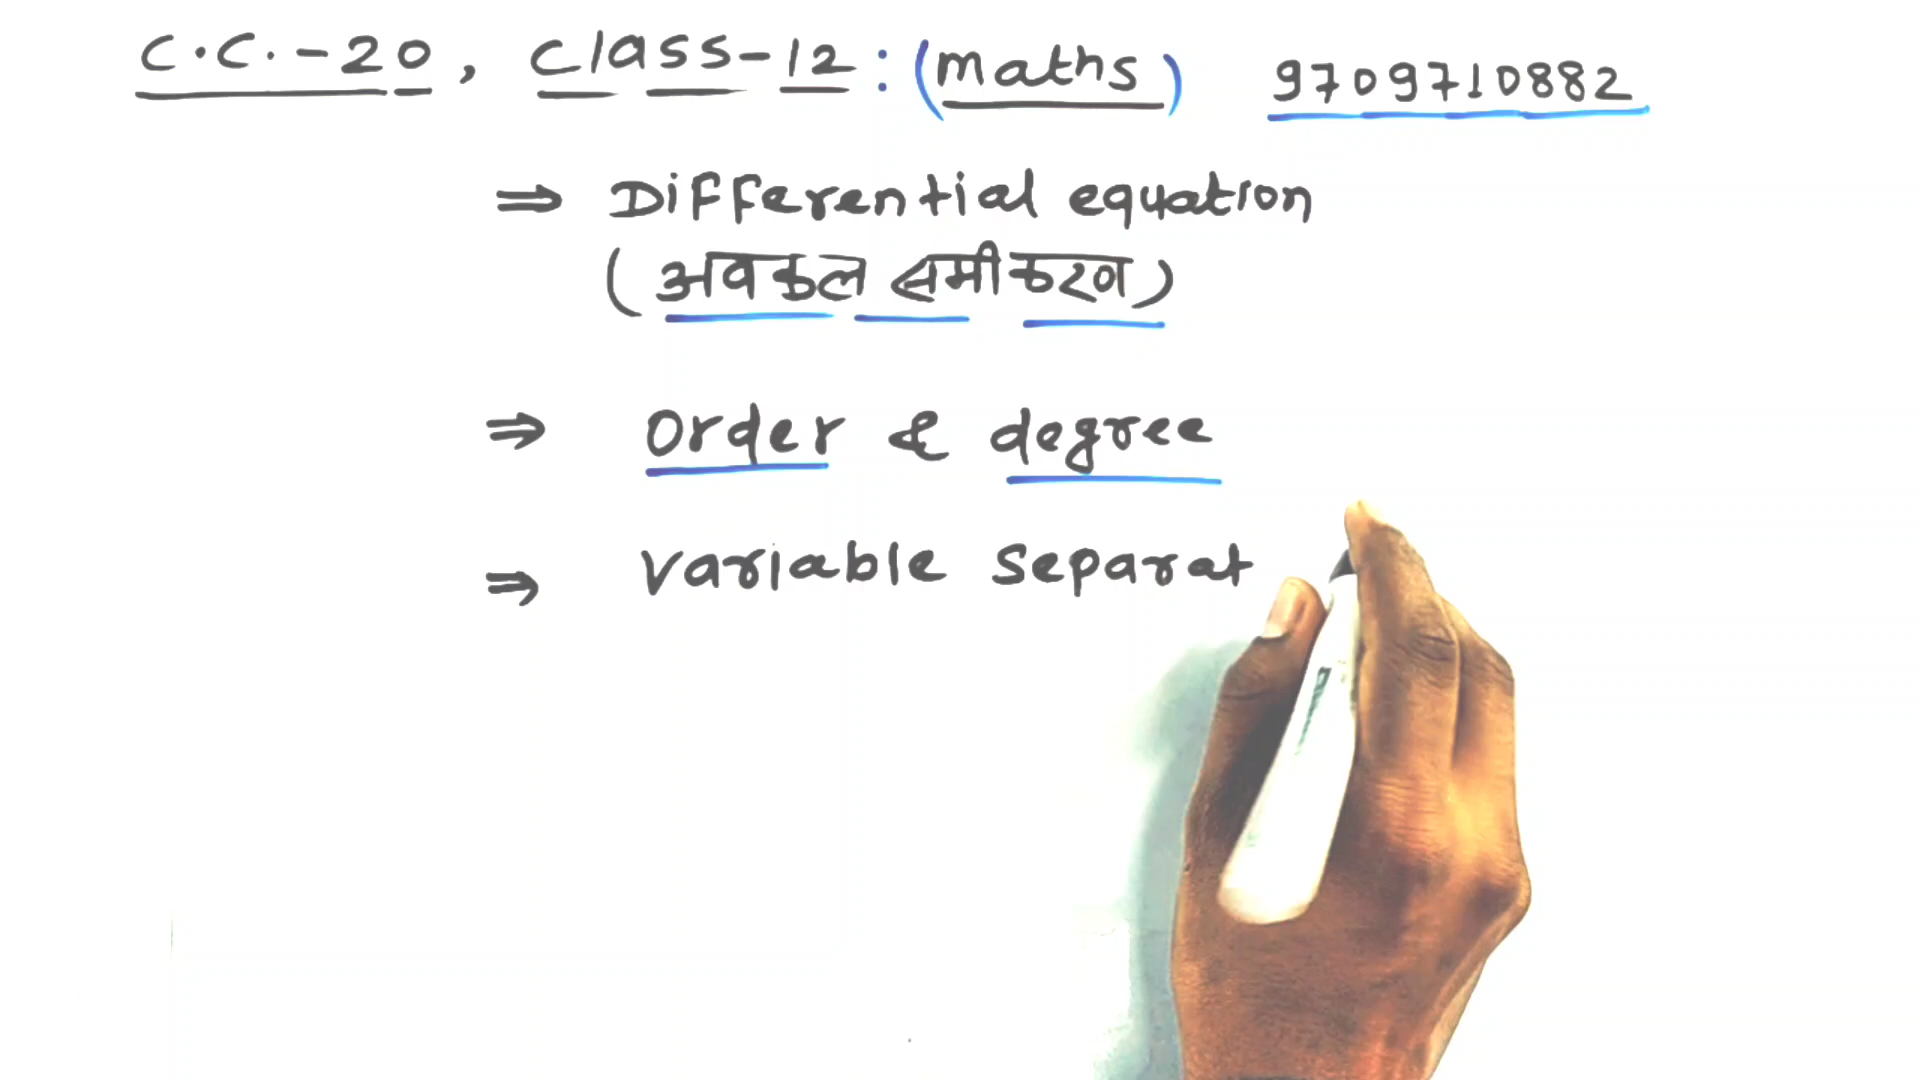 C.C.-20, Class-12: (maths) 9709710882
⇒ Differential equation
(अवकल समीकरण)
⇒ Order & degree
⇒ Variable Separat